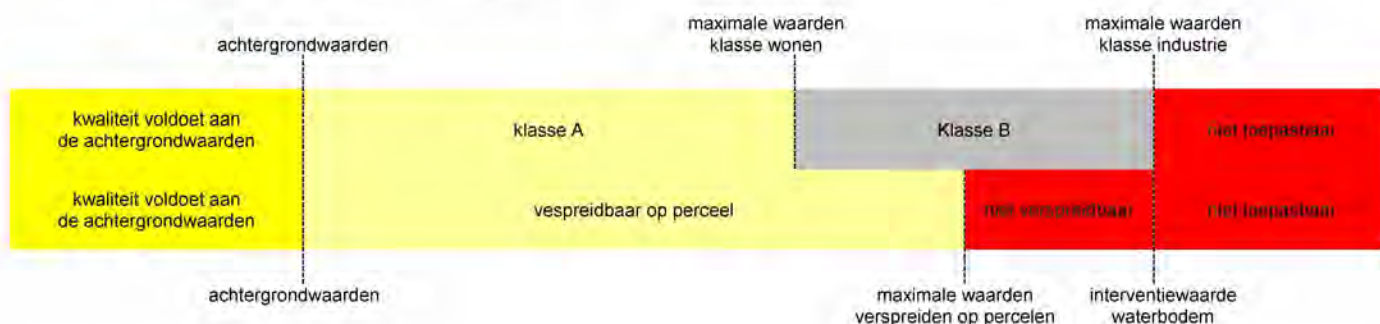 maximale waarden
klasse wonen
maximale waarden
klasse industrie
achtergrondwaarden
kwaliteit voldoet aan
de achtergrondwaarden
klasse A
Klasse B
niet toepasbaar
kwaliteit voldoet aan
de achtergrondwaarden
vespreidbaar op perceel
niet verspreidbaar
niet toepasbaar
achtergrondwaarden
maximale waarden
verspreiden op percelen
interventiewaarde
waterbodem